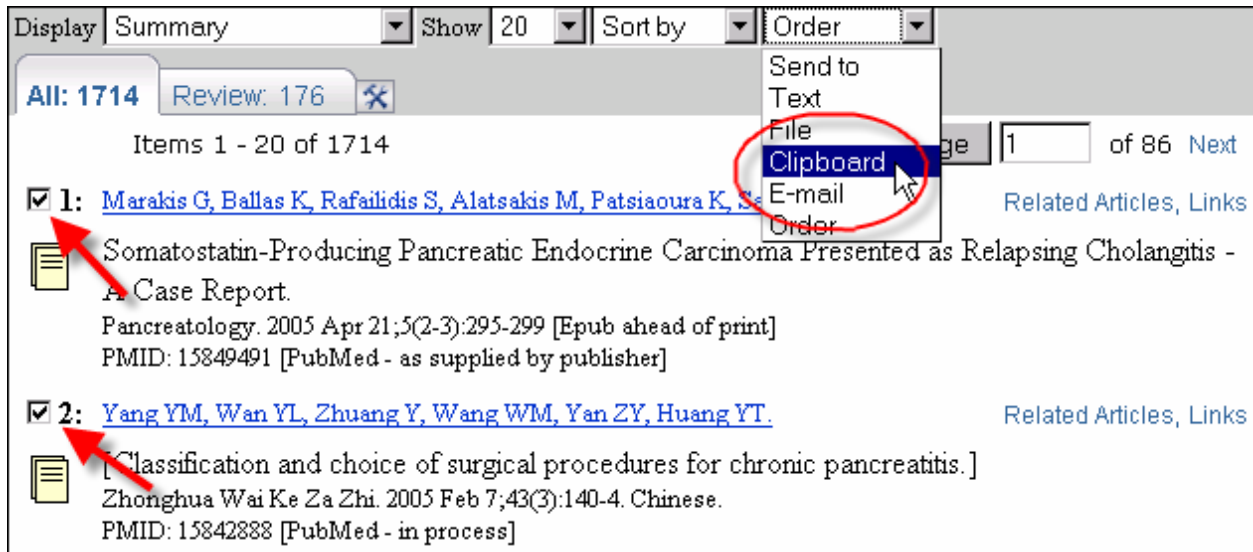 Display Summary Show 20 Sort by Order
Send to
Text
All: 1714 Review: 176
File
Items 1 - 20 of 1714 1 of 86 Next
Clipboard
E-mail
Order
1: Marakis G, Ballas K, Rafailidis S, Alatsakis M, Patsiaoura K, Related Articles, Links
Somatostatin-Producing Pancreatic Endocrine Carcinoma Presented as Relapsing Cholangitis -
A Case Report.
Pancreatology. 2005 Apr 21;5(2-3):295-299 [Epub ahead of print]
PMID: 15849491 [PubMed - as supplied by publisher]
2: Yang YM, Wan YL, Zhuang Y, Wang WM, Yan ZY, Huang YT. Related Articles, Links
[Classification and choice of surgical procedures for chronic pancreatitis.]
Zhonghua Wai Ke Za Zhi. 2005 Feb 7;43(3):140-4. Chinese.
PMID: 15842888 [PubMed - in process]